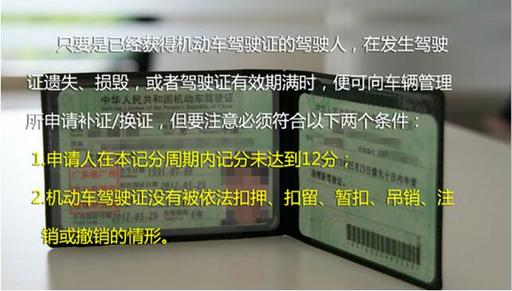 只要是已经获得机动车驾驶证的驾驶人，在发生驾驶
证遗失、损毁，或者驾驶证有效期满时，便可向车辆管理
所申请补证/换证，但要注意必须符合以下两个条件：
1.申请人在本记分周期内记分未达到12分；
2.机动车驾驶证没有被依法扣押、扣留、暂扣、吊销、注
销或撤销的情形。
中华人民共和国机动车驾驶证
广东省广州